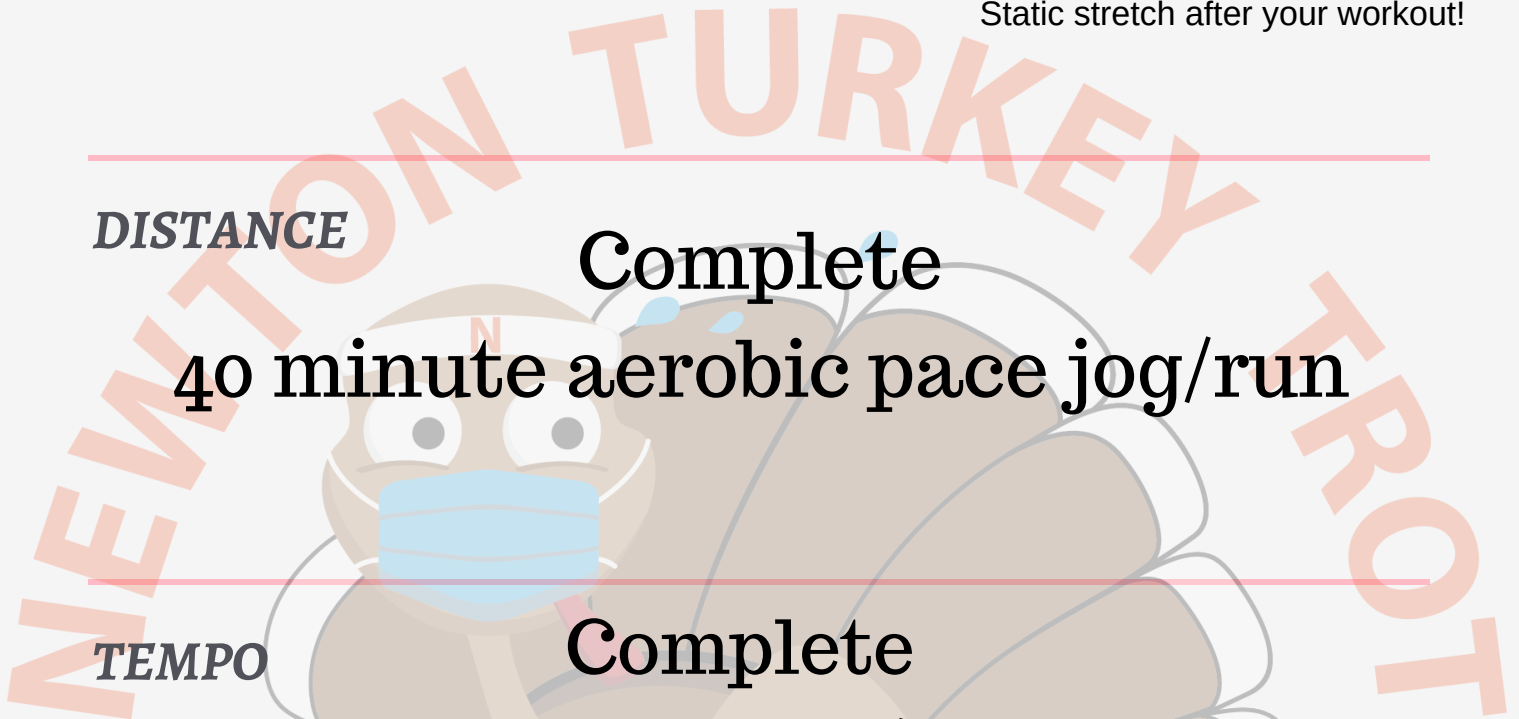 Static stretch after your workout!
NEWTON TURKEY TROT
DISTANCE
Complete
N
40 minute aerobic pace jog/run
TEMPO
Complete